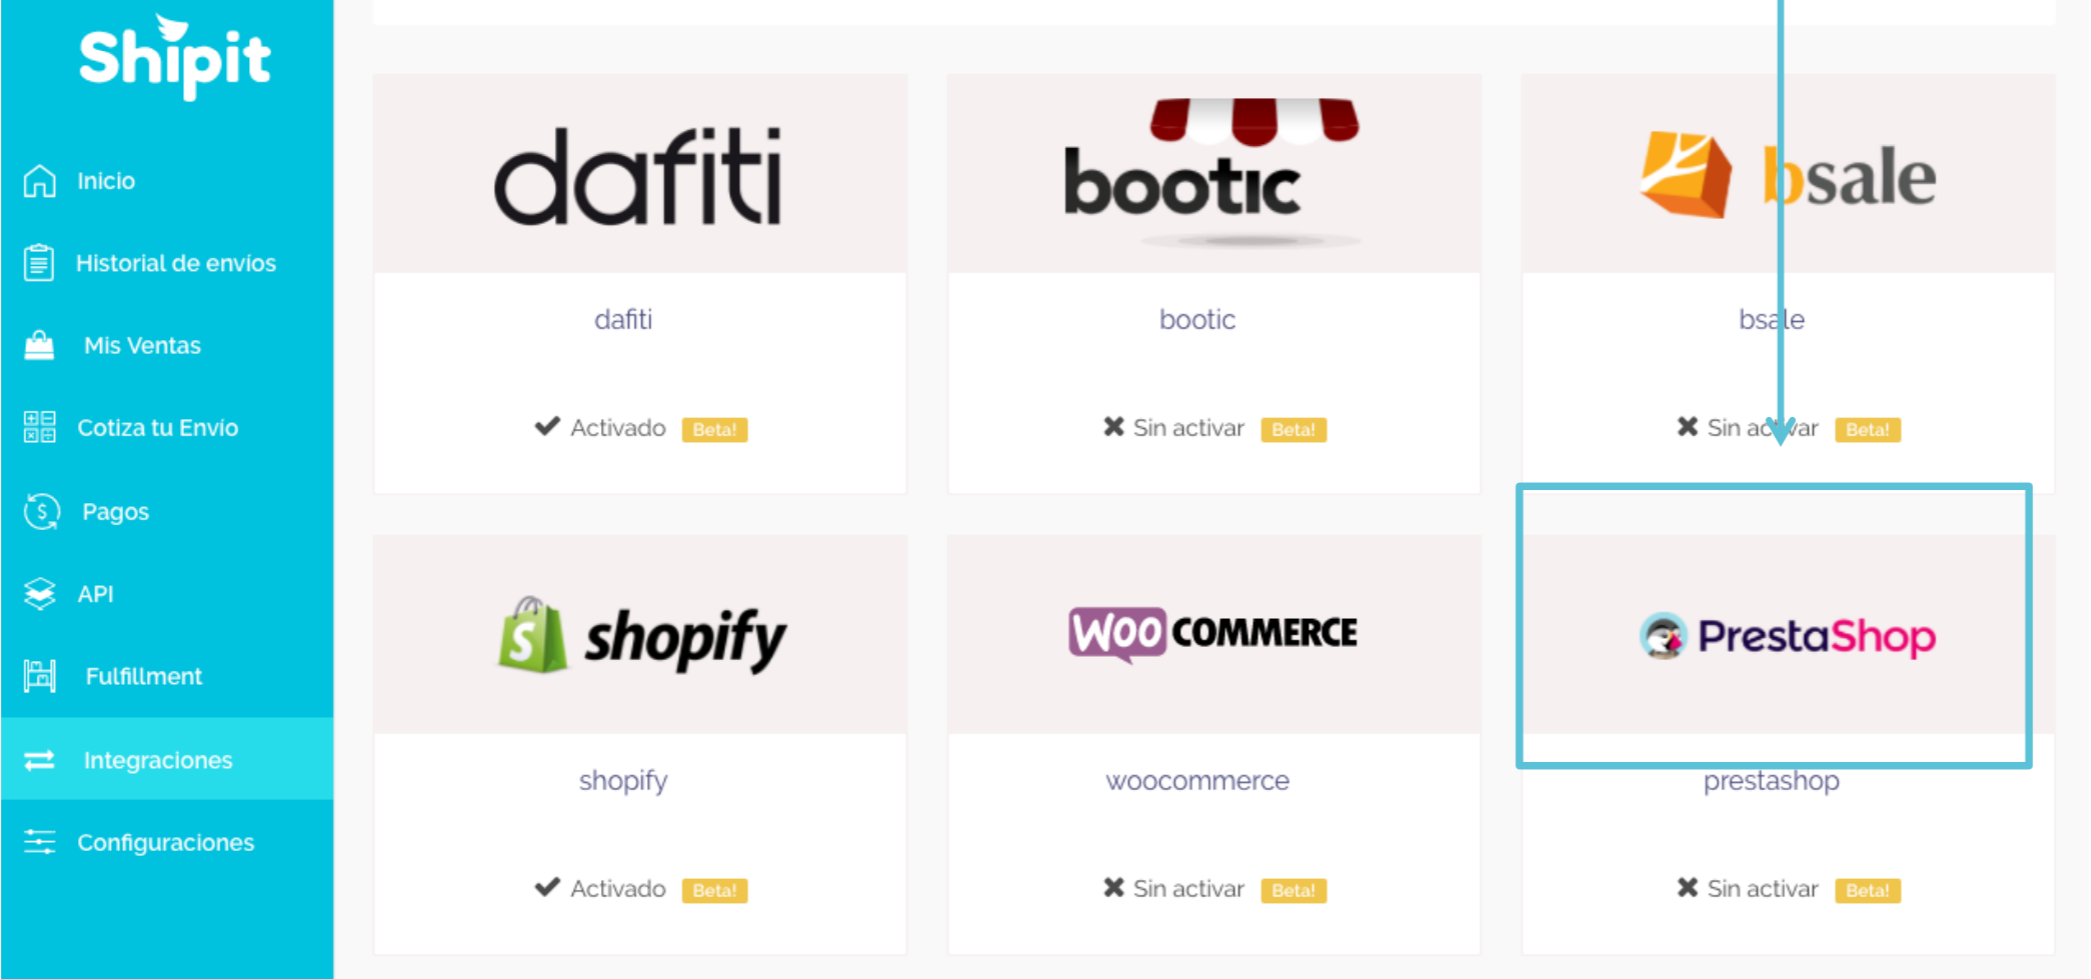 Shipit
Inicio
Historial de envíos
Mis Ventas
Cotiza tu Envío
Pagos
API
Fulfillment
Integraciones
Configuraciones
dafiti
dafiti
Activado Beta!
bootic
bootic
Sin activar Beta!
bsale
bsale
Sin activar Beta!
shopify
shopify
Activado Beta!
WOO COMMERCE
woocommerce
Sin activar Beta!
PrestaShop
prestashop
Sin activar Beta!